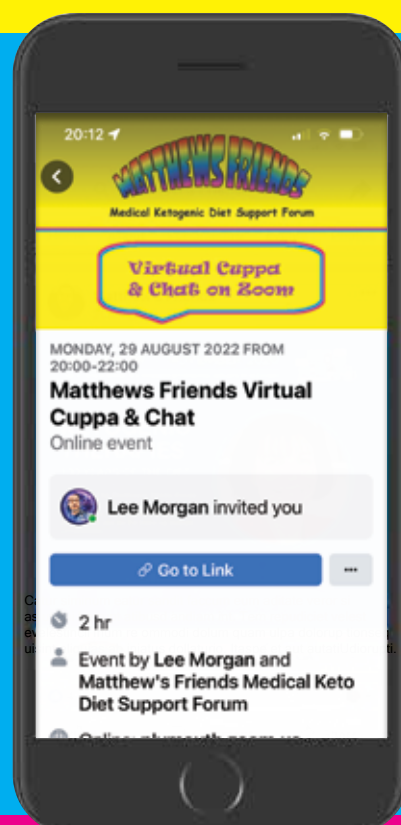 20:12
MATTHEWS FRIENDS
Medical Ketogenic Diet Support Forum
Virtual Cuppa
& Chat on Zoom
MONDAY, 29 AUGUST 2022 FROM
20:00-22:00
Matthews Friends Virtual
Cuppa & Chat
Online event
Lee Morgan invited you
Go to Link
...
2 hr
Event by Lee Morgan and
Matthew's Friends Medical Keto
Diet Support Forum